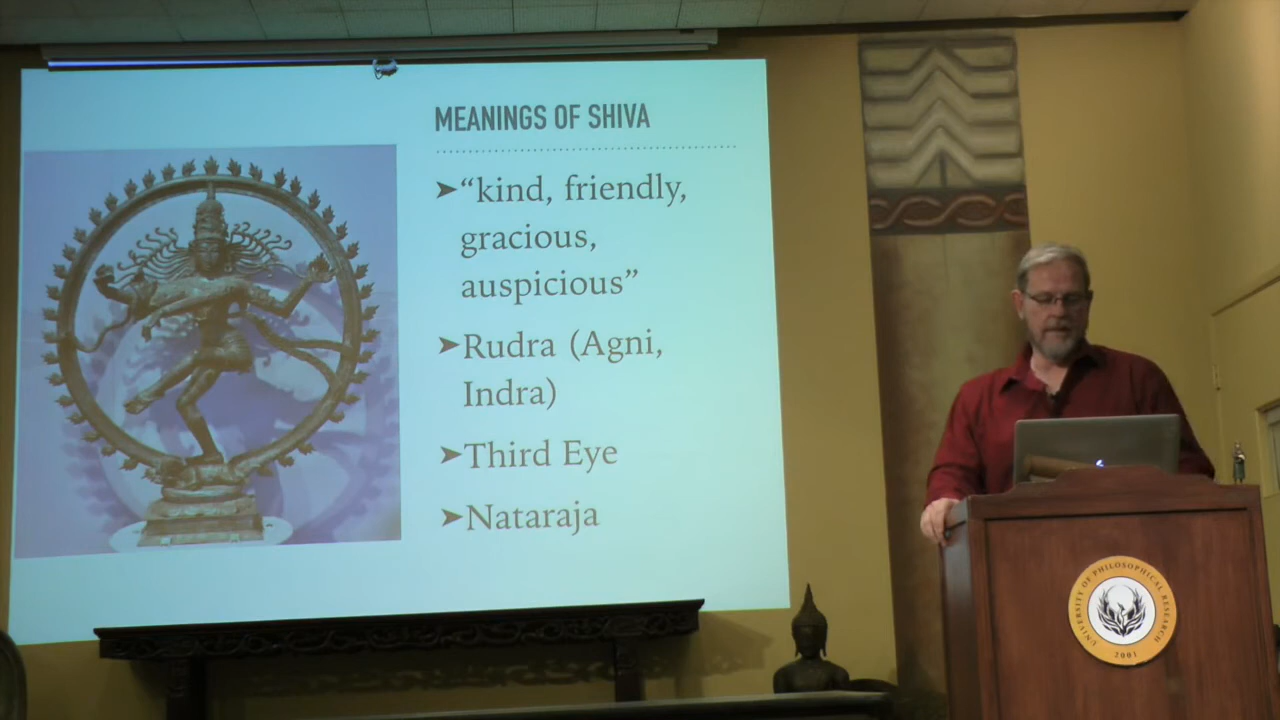 MEANINGS OF SHIVA
➤“kind, friendly,
gracious,
auspicious”
➤Rudra (Agni,
Indra)
➤Third Eye
➤Nataraja
UNIVERSITY OF PHILOSOPHICAL RESEARCH
2001